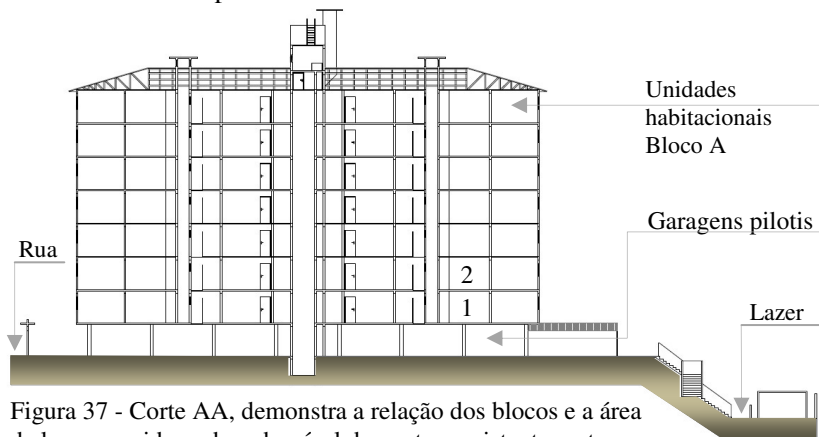 Unidades
habitacionais
Bloco A
Garagens pilotis
Rua
2
1
Lazer
Figura 37 - Corte AA, demonstra a relação dos blocos e a área